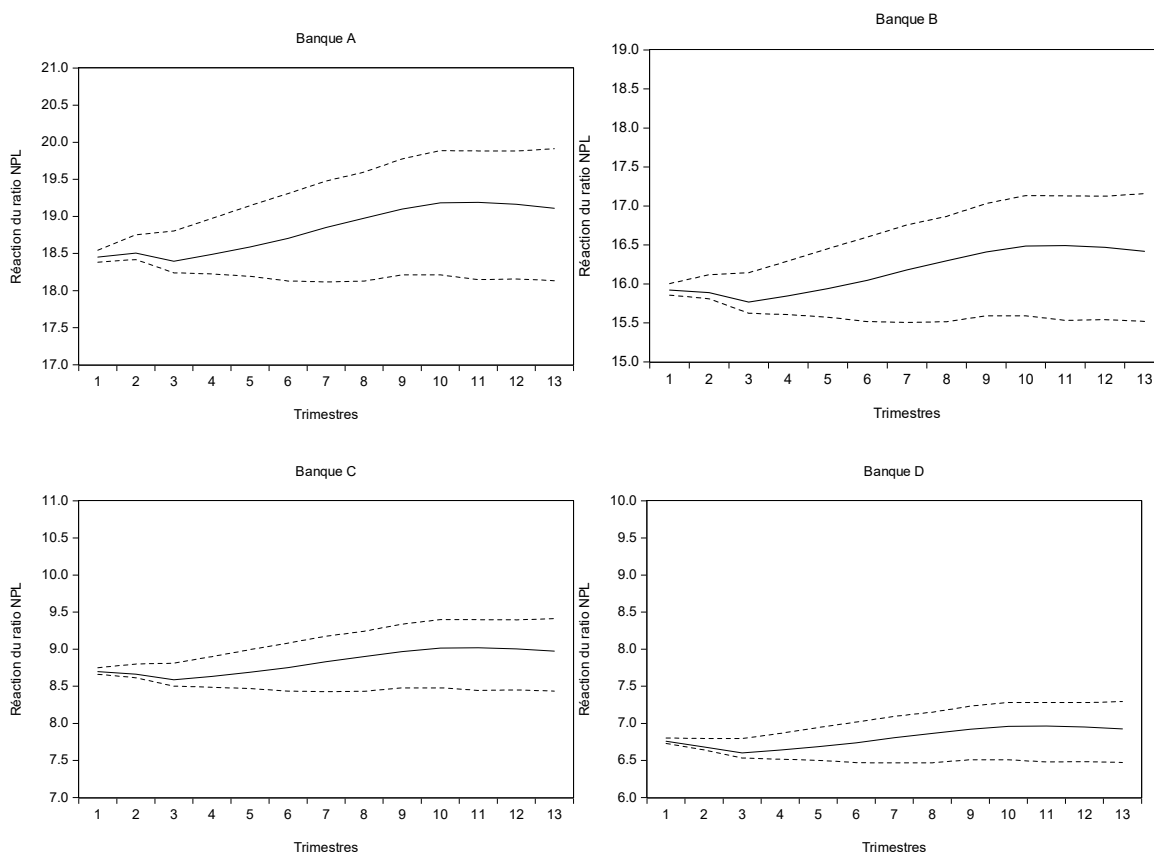 Banque A
Réaction du ratio NPL
21.0
20.5
20.0
19.5
19.0
18.5
18.0
17.5
17.0
1 2 3 4 5 6 7 8 9 10 11 12 13
Trimestres
Banque B
Réaction du ratio NPL
19.0
18.5
18.0
17.5
17.0
16.5
16.0
15.5
15.0
1 2 3 4 5 6 7 8 9 10 11 12 13
Trimestres
Banque C
Réaction du ratio NPL
11.0
10.5
10.0
9.5
9.0
8.5
8.0
7.5
7.0
1 2 3 4 5 6 7 8 9 10 11 12 13
Trimestres
Banque D
Réaction du ratio NPL
10.0
9.5
9.0
8.5
8.0
7.5
7.0
6.5
6.0
1 2 3 4 5 6 7 8 9 10 11 12 13
Trimestres